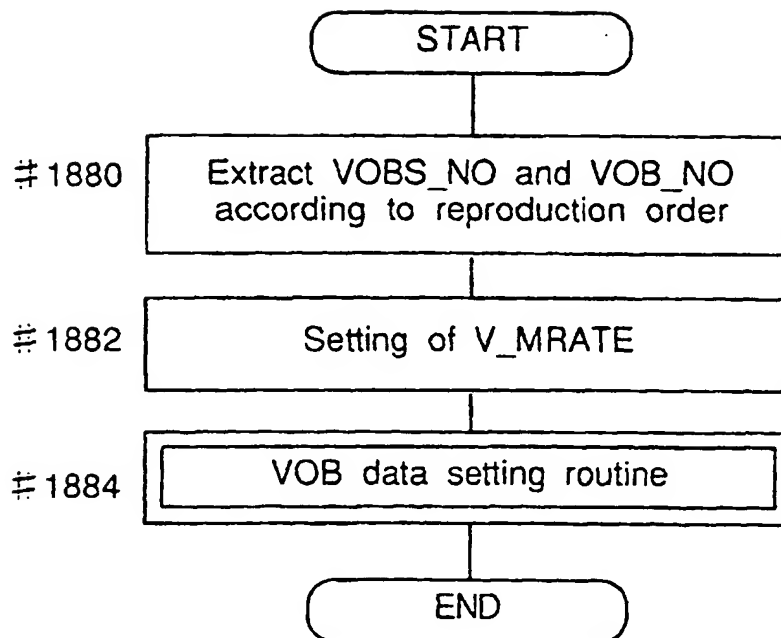 START
#1880
Extract VOBS_NO and VOB_NO
according to reproduction order
#1882
Setting of V_MRATE
#1884
VOB data setting routine
END